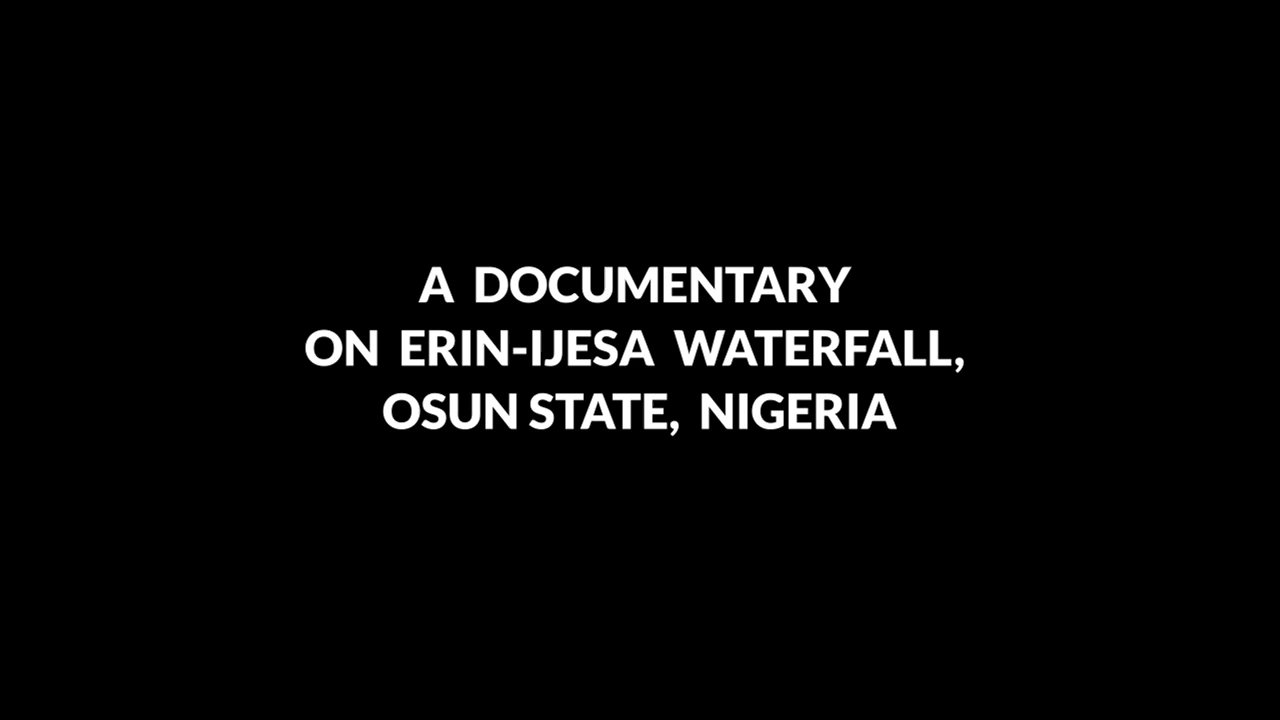 A DOCUMENTARY
ON ERIN-IJESA WATERFALL,
OSUN STATE, NIGERIA